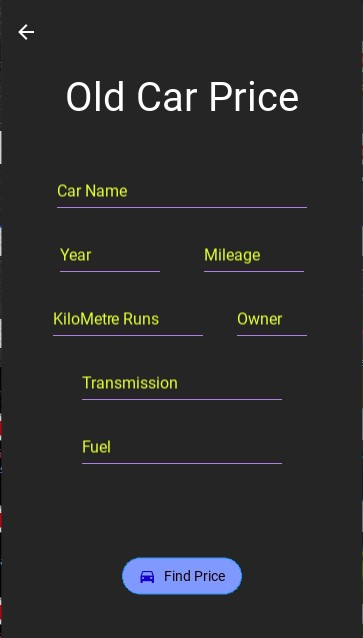 Old Car Price
Car Name
Year Mileage
KiloMetre Runs Owner
Transmission
Fuel
Find Price